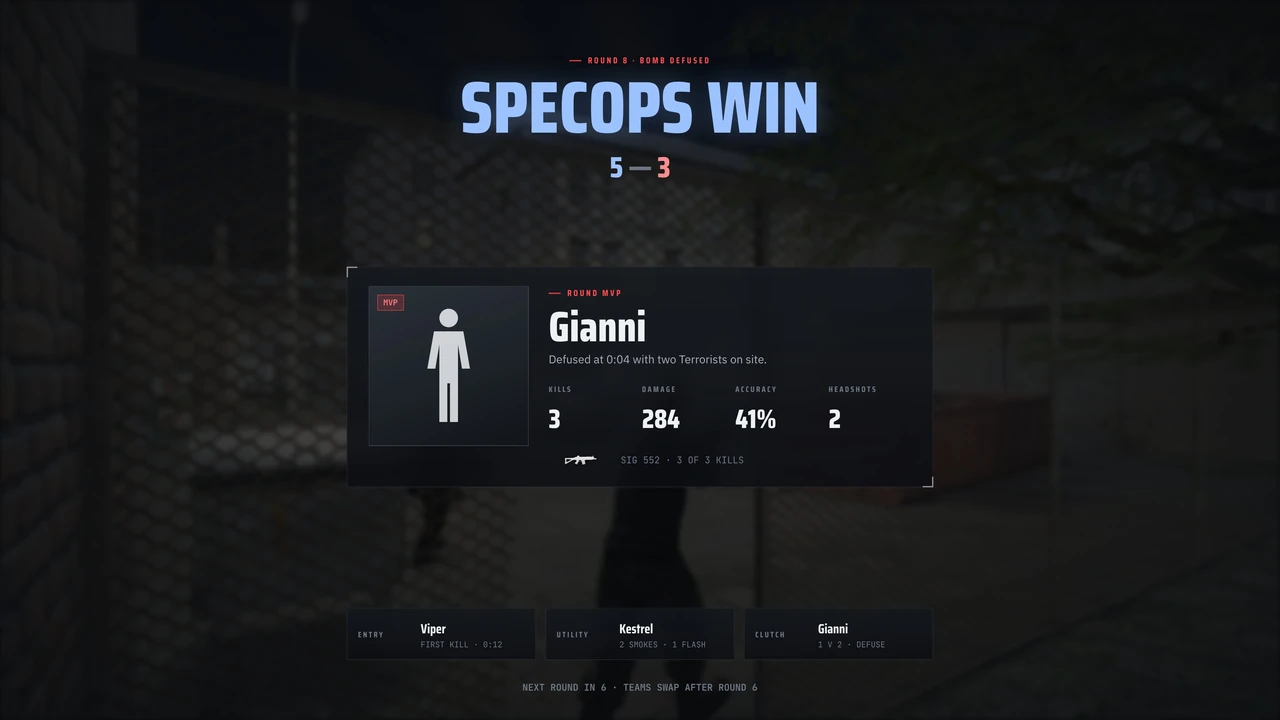 ROUND 8 · BOMB DEFUSED
SPECOPS WIN
5 — 3
MVP
ROUND MVP
Gianni
Defused at 0:04 with two Terrorists on site.
KILLS DAMAGE ACCURACY HEADSHOTS
3 284 41% 2
SIG 552 · 3 OF 3 KILLS
ENTRY
Viper
FIRST KILL · 0:12
UTILITY
Kestrel
2 SMOKES · 1 FLASH
CLUTCH
Gianni
1 V 2 · DEFUSE
NEXT ROUND IN 6 · TEAMS SWAP AFTER ROUND 6